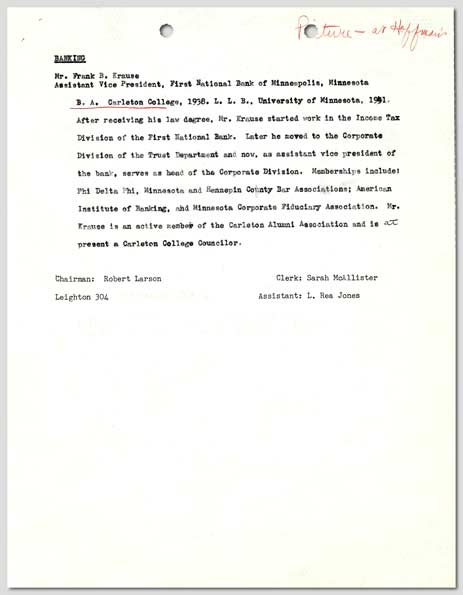 Picture — at Hoffman's
BANKING
Mr. Frank B. Krause
Assistant Vice President, First National Bank of Minneapolis, Minnesota
B. A. Carleton College, 1938. L. L. B., University of Minnesota, 1941.
After receiving his law degree, Mr. Krause started work in the Income Tax
Division of the First National Bank. Later he moved to the Corporate
Division of the Trust Department and now, as assistant vice president of
the bank, serves as head of the Corporate Division. Memberships include:
Phi Delta Phi, Minnesota and Hennepin County Bar Associations; American
Institute of Banking, and Minnesota Corporate Fiduciary Association. Mr.
Krause is an active member of the Carleton Alumni Association and is at
present a Carleton College Councilor.
Chairman: Robert Larson Clerk: Sarah McAllister
Leighton 304 Assistant: L. Rea Jones